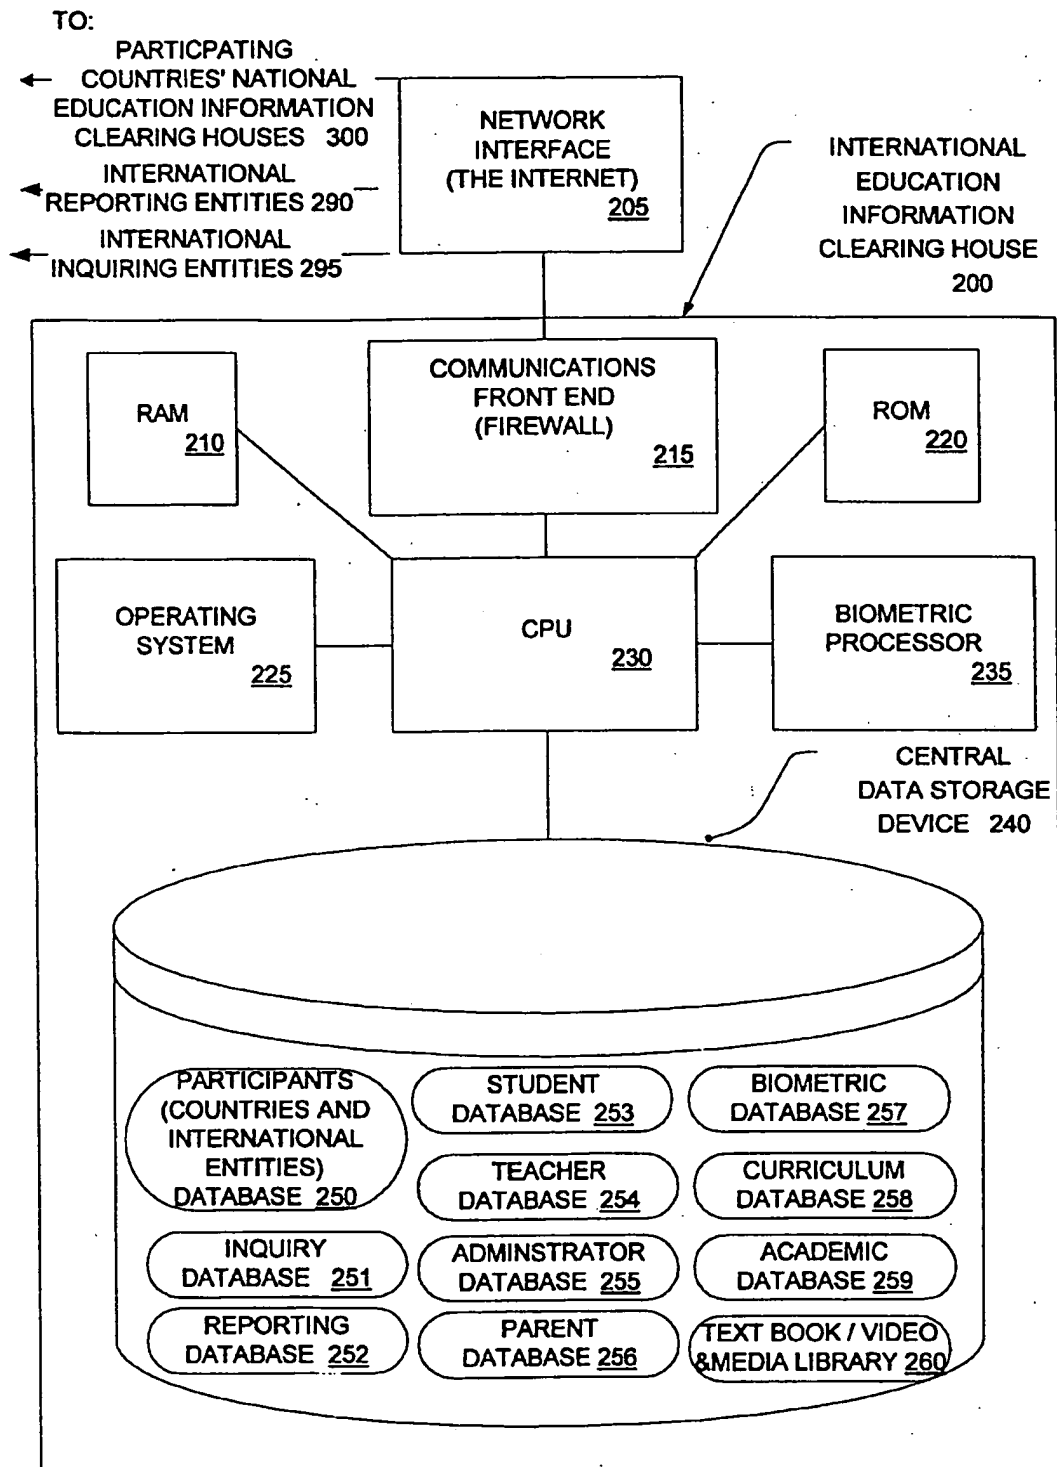 TO:
PARTICPATING
COUNTRIES' NATIONAL
EDUCATION INFORMATION
CLEARING HOUSES 300
INTERNATIONAL
REPORTING ENTITIES 290
INTERNATIONAL
INQUIRING ENTITIES 295
NETWORK
INTERFACE
(THE INTERNET)
205
INTERNATIONAL
EDUCATION
INFORMATION
CLEARING HOUSE
200
RAM
210
COMMUNICATIONS
FRONT END
(FIREWALL)
215
ROM
220
OPERATING
SYSTEM
225
CPU
230
BIOMETRIC
PROCESSOR
235
CENTRAL
DATA STORAGE
DEVICE 240
PARTICIPANTS
(COUNTRIES AND
INTERNATIONAL
ENTITIES)
DATABASE 250
INQUIRY
DATABASE 251
REPORTING
DATABASE 252
STUDENT
DATABASE 253
TEACHER
DATABASE 254
ADMINSTRATOR
DATABASE 255
PARENT
DATABASE 256
BIOMETRIC
DATABASE 257
CURRICULUM
DATABASE 258
ACADEMIC
DATABASE 259
TEXT BOOK / VIDEO
&MEDIA LIBRARY 260